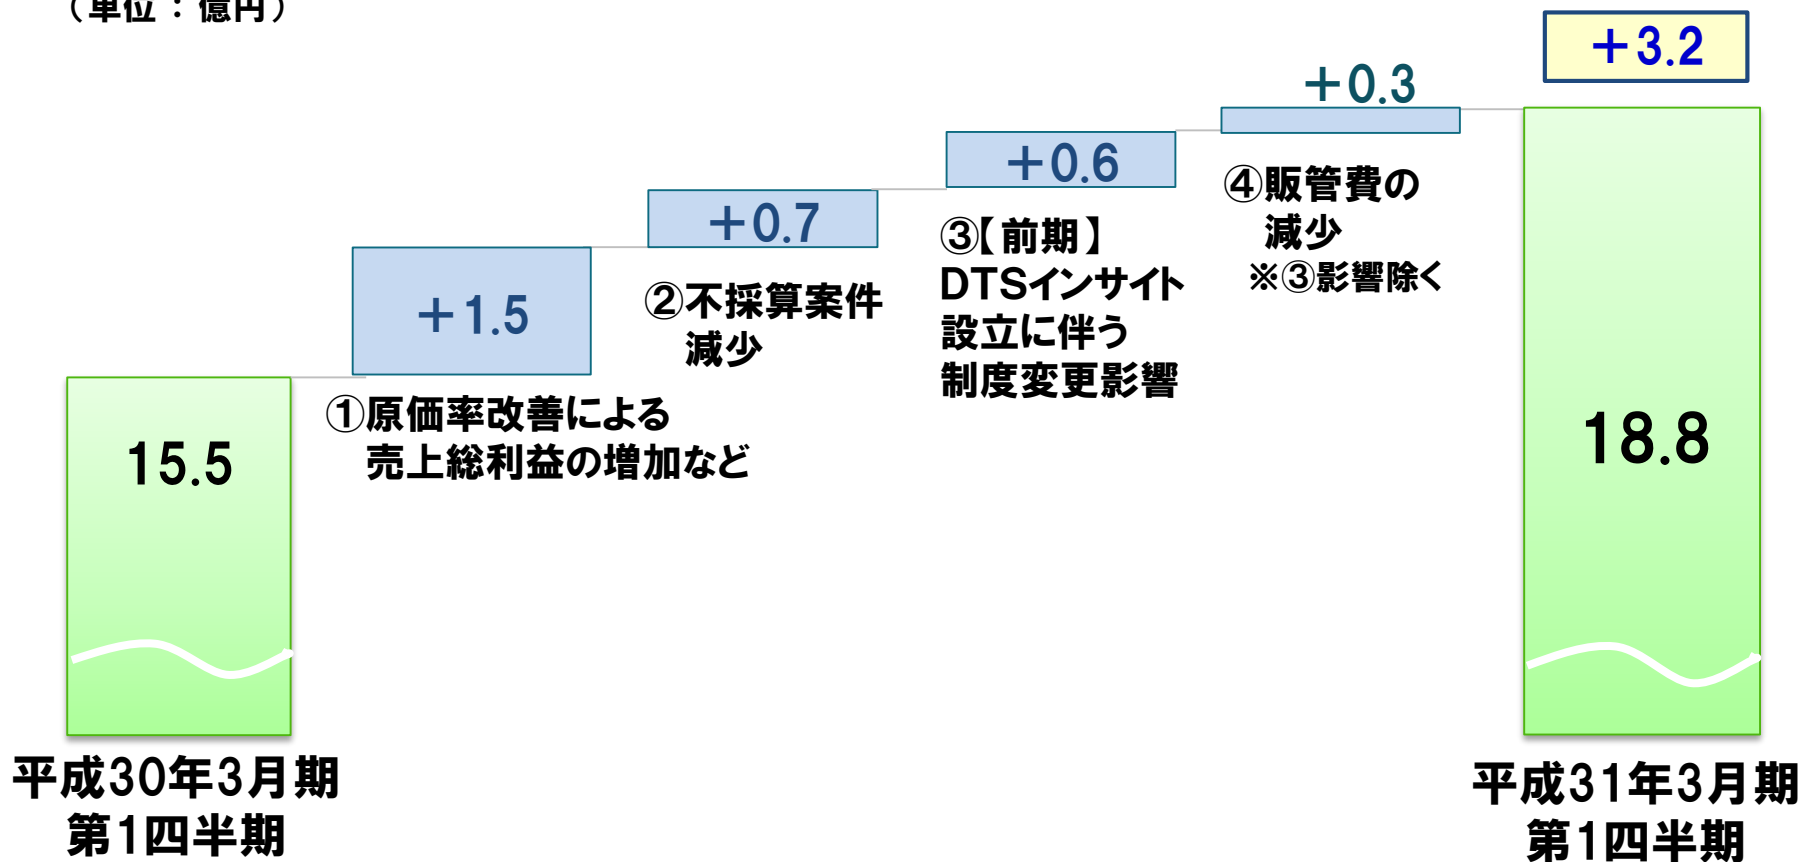 （単位：億円）
＋3.2
＋0.3
＋0.6
＋0.7
＋1.5
④販管費の
減少
※③影響除く
③【前期】
DTSインサイト
設立に伴う
制度変更影響
②不採算案件
減少
①原価率改善による
売上総利益の増加など
15.5
18.8
平成30年3月期
第1四半期
平成31年3月期
第1四半期